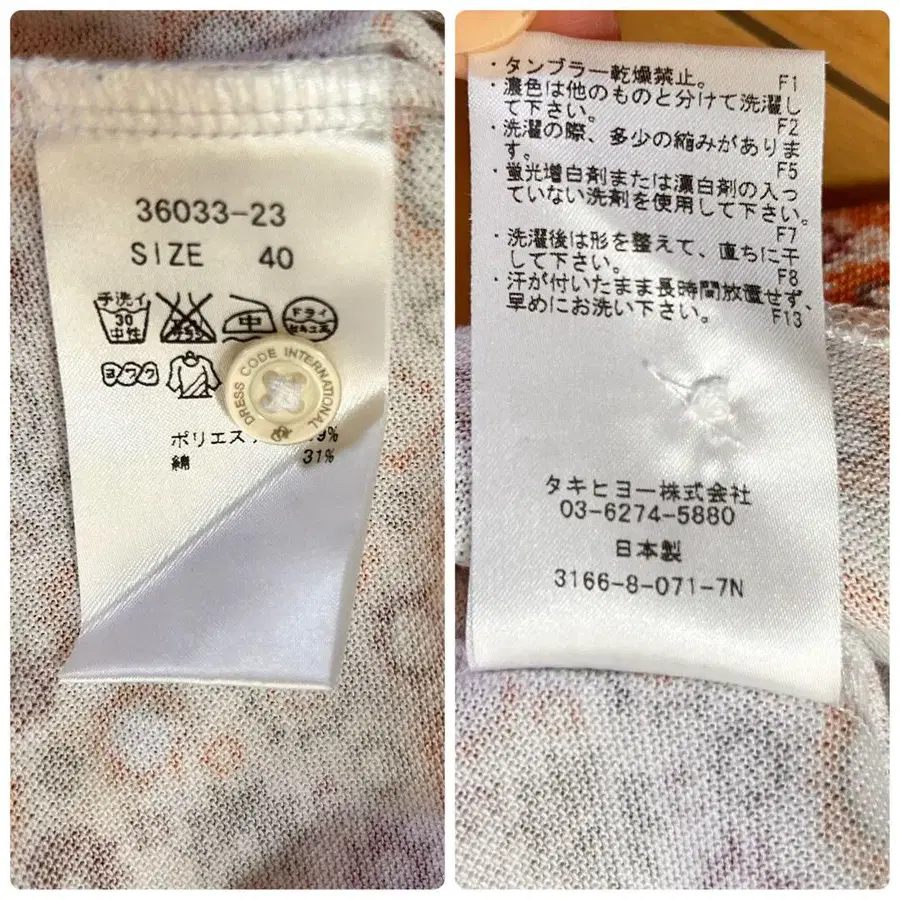 36033-23
SIZE 40
手洗イ
30
中性
中
ドライ
セキユ系
ヨワク
DRESS CODE INTERNATIONAL
ポリエス
9%
綿 31%
・タンブラー乾燥禁止。 F1
・濃色は他のものと分けて洗濯し
て下さい。 F2
・洗濯の際、多少の縮みがありま
す。 F5
・蛍光増白剤または漂白剤の入っ
ていない洗剤を使用して下さい。
F7
・洗濯後は形を整えて、直ちに干
して下さい。 F8
・汗が付いたまま長時間放置せず、
早めにお洗い下さい。 F13
タキヒヨー株式会社
03-6274-5880
日本製
3166-8-071-7N